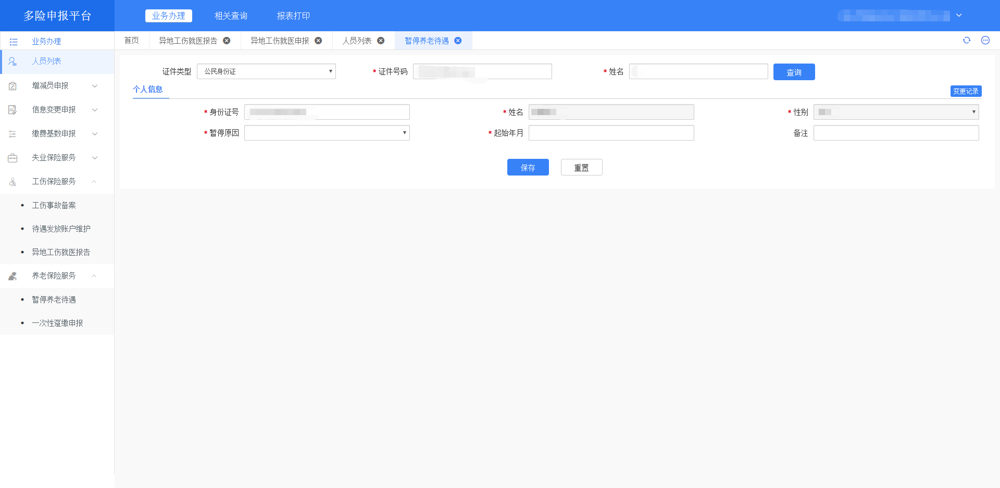 多险申报平台
业务办理 相关查询 报表打印
业务办理
人员列表
增减员申报
信息变更申报
缴费基数申报
失业保险服务
工伤保险服务
工伤事故备案
待遇发放账户维护
异地工伤就医报告
养老保险服务
暂停养老待遇
一次性趸缴申报
首页 异地工伤就医报告 异地工伤就医申报 人员列表 暂停养老待遇
证件类型 公民身份证 * 证件号码 * 姓名 查询
个人信息 变更记录
* 身份证号 * 姓名 * 性别
* 暂停原因 * 起始年月 备注
保存 重置